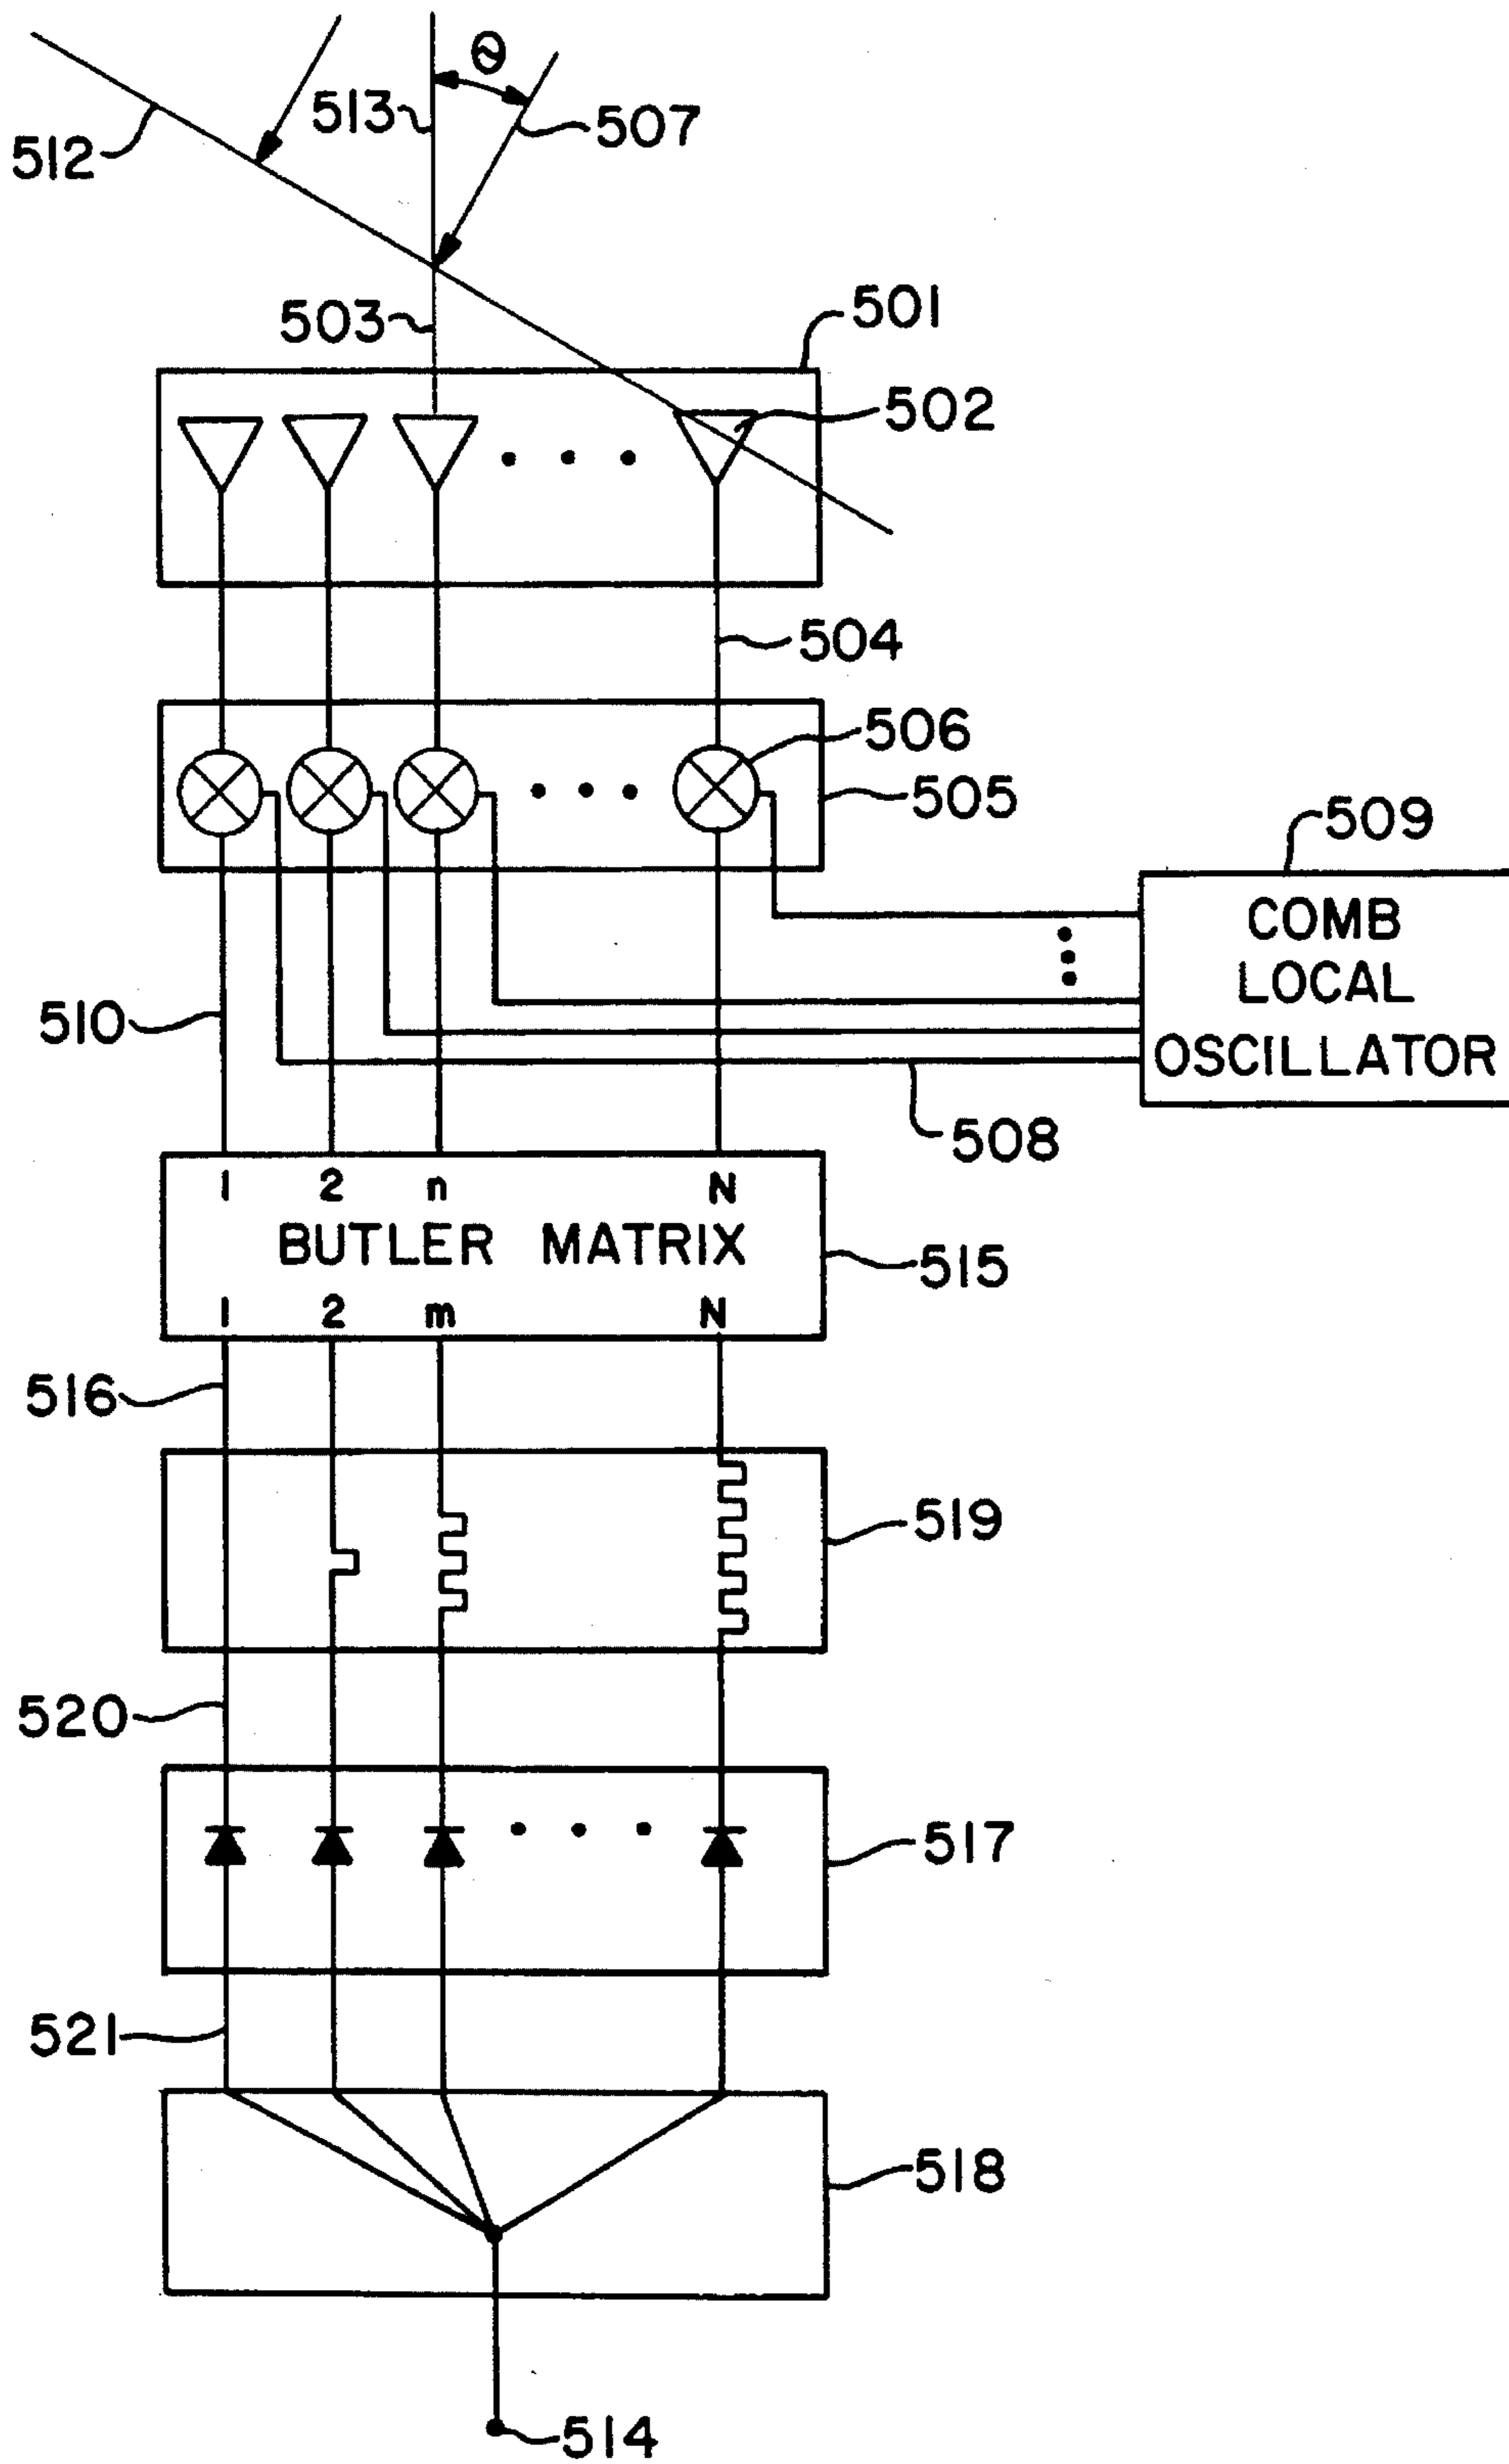 Θ
513
507
512
503
501
502
504
506
505
509
COMB
LOCAL
OSCILLATOR
510
508
1 2 n N
BUTLER MATRIX
515
1 2 m N
516
519
520
517
521
518
514